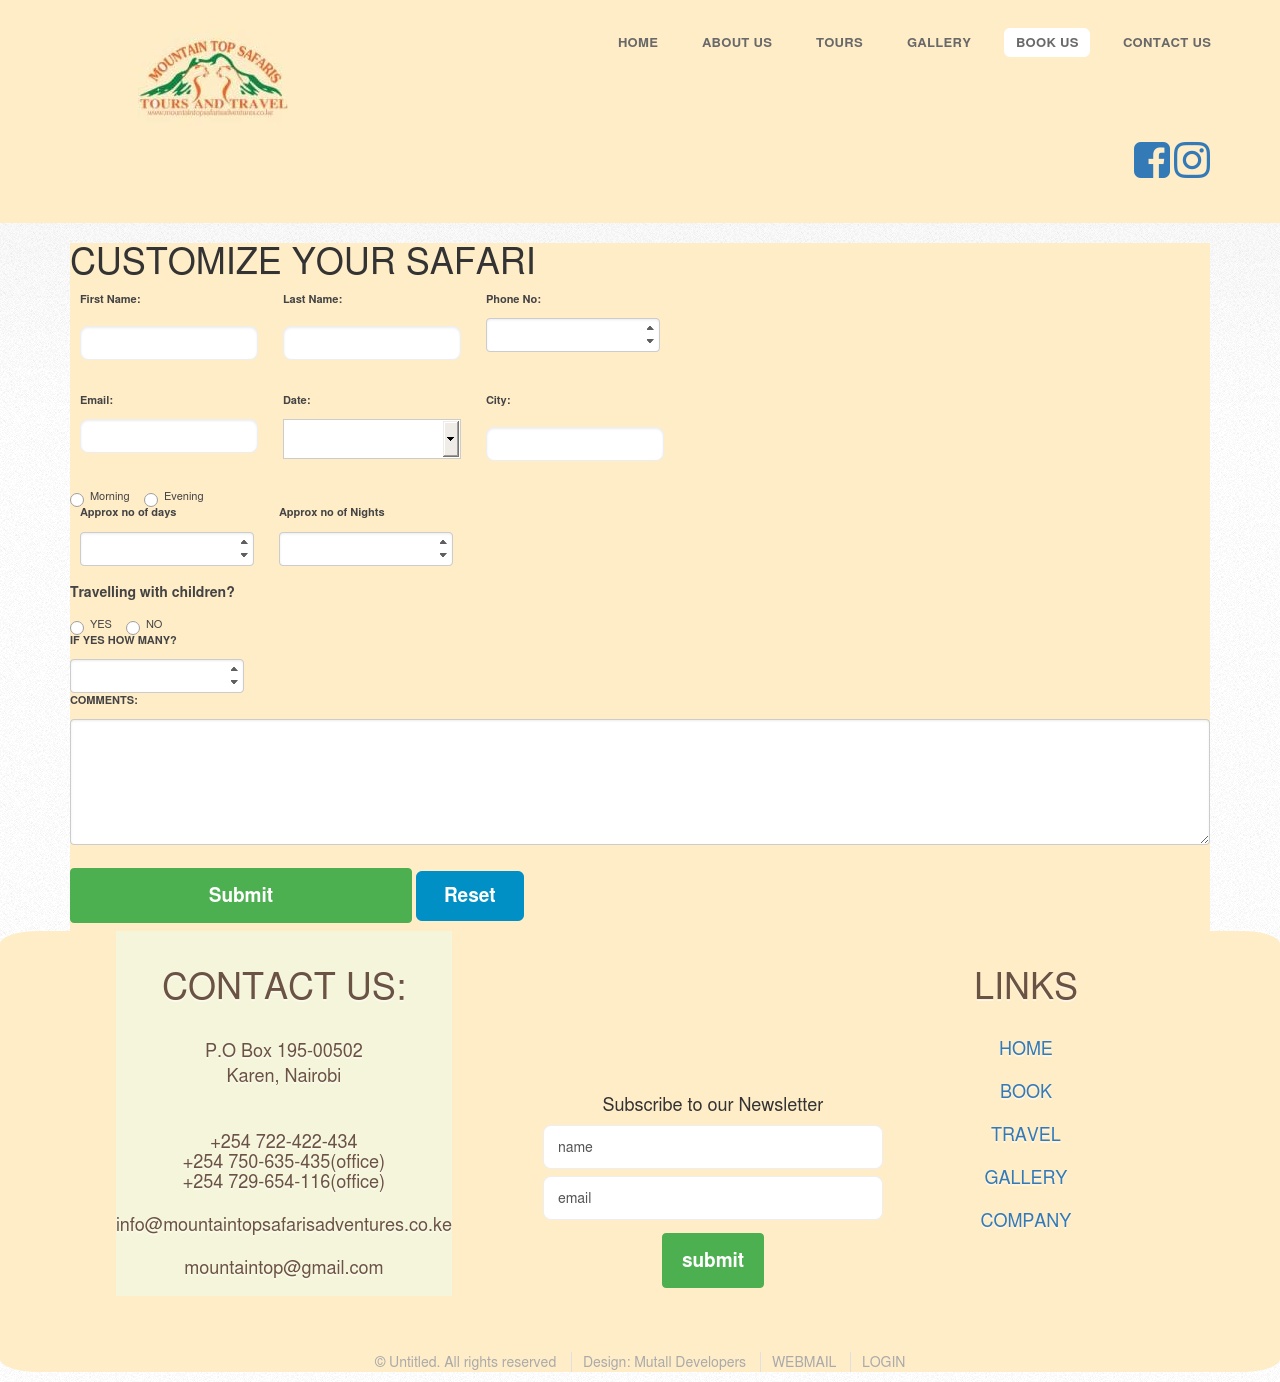 MOUNTAIN TOP SAFARIS
TOURS AND TRAVEL
www.mountaintopsafarisadventures.co.ke
HOME
ABOUT US
TOURS
GALLERY
BOOK US
CONTACT US
CUSTOMIZE YOUR SAFARI
First Name:
Last Name:
Phone No:
Email:
Date:
City:
Morning
Evening
Approx no of days
Approx no of Nights
Travelling with children?
YES
NO
IF YES HOW MANY?
COMMENTS:
Submit
Reset
CONTACT US:
P.O Box 195-00502
Karen, Nairobi
+254 722-422-434
+254 750-635-435(office)
+254 729-654-116(office)
info@mountaintopsafarisadventures.co.ke
mountaintop@gmail.com
Subscribe to our Newsletter
name
email
submit
LINKS
HOME
BOOK
TRAVEL
GALLERY
COMPANY
© Untitled. All rights reserved
Design: Mutall Developers
WEBMAIL
LOGIN